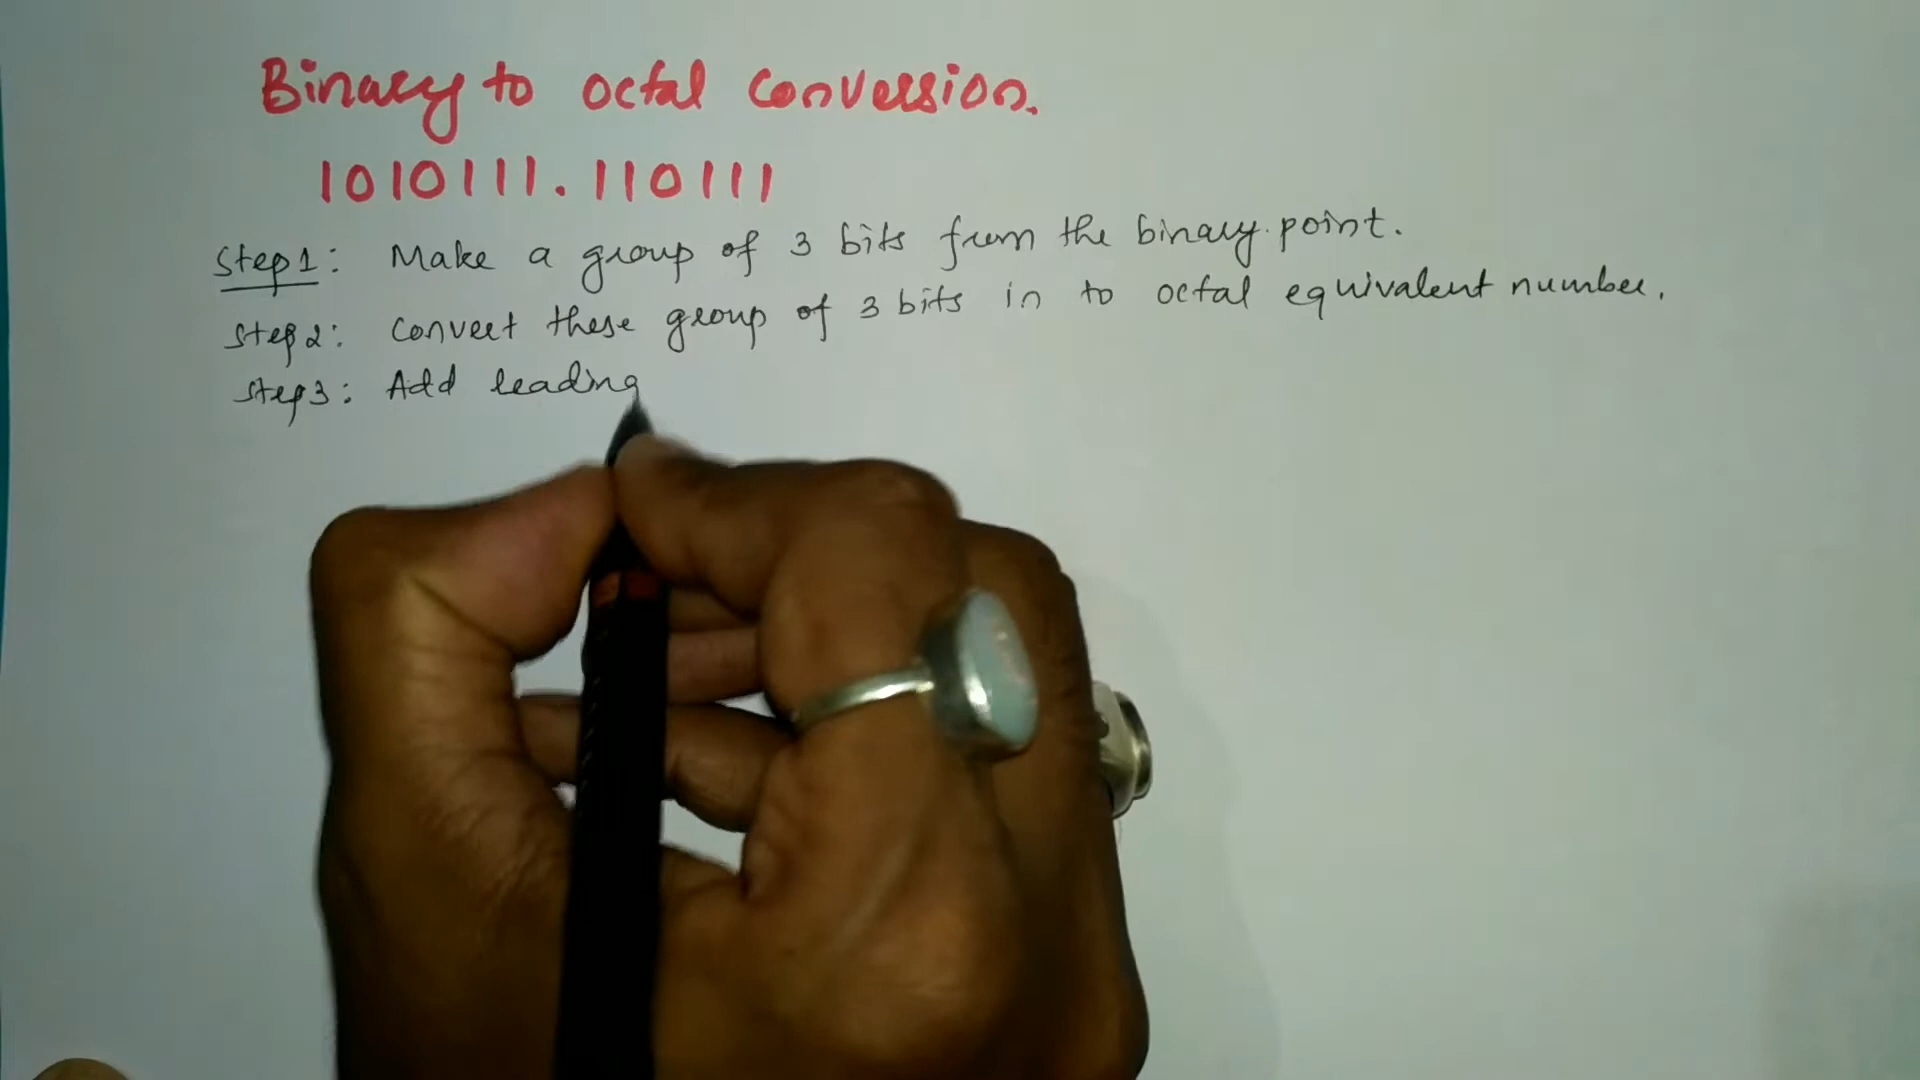 Binary to octal conversion.
1010111.110111
Step1: Make a group of 3 bits from the binary point.
Step2: Convert these group of 3 bits in to octal equivalent number.
Step3: Add leading